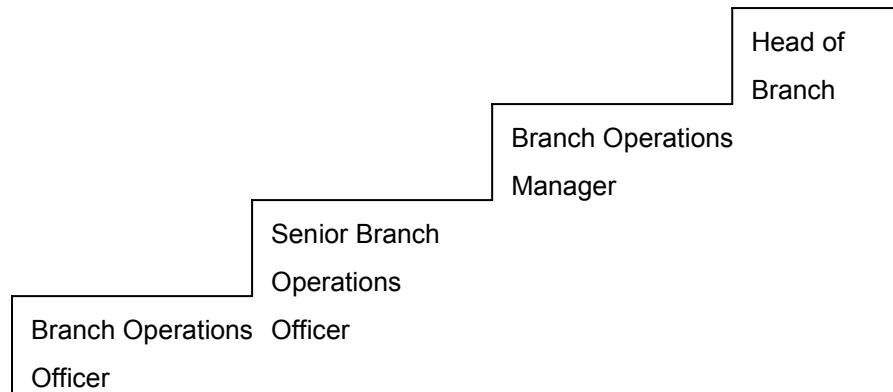 Head of
Branch
Branch Operations
Manager
Senior Branch
Operations
Officer
Branch Operations
Officer